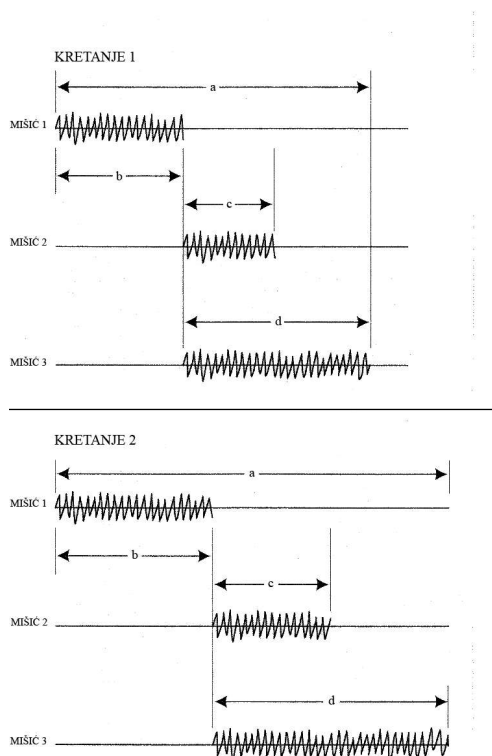 KRETANJE 1
a
MIŠIĆ 1
b
c
MIŠIĆ 2
d
MIŠIĆ 3
KRETANJE 2
a
MIŠIĆ 1
b
c
MIŠIĆ 2
d
MIŠIĆ 3